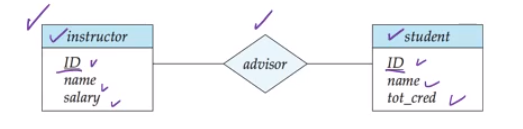 instructor
ID
name
salary
advisor
student
ID
name
tot_cred